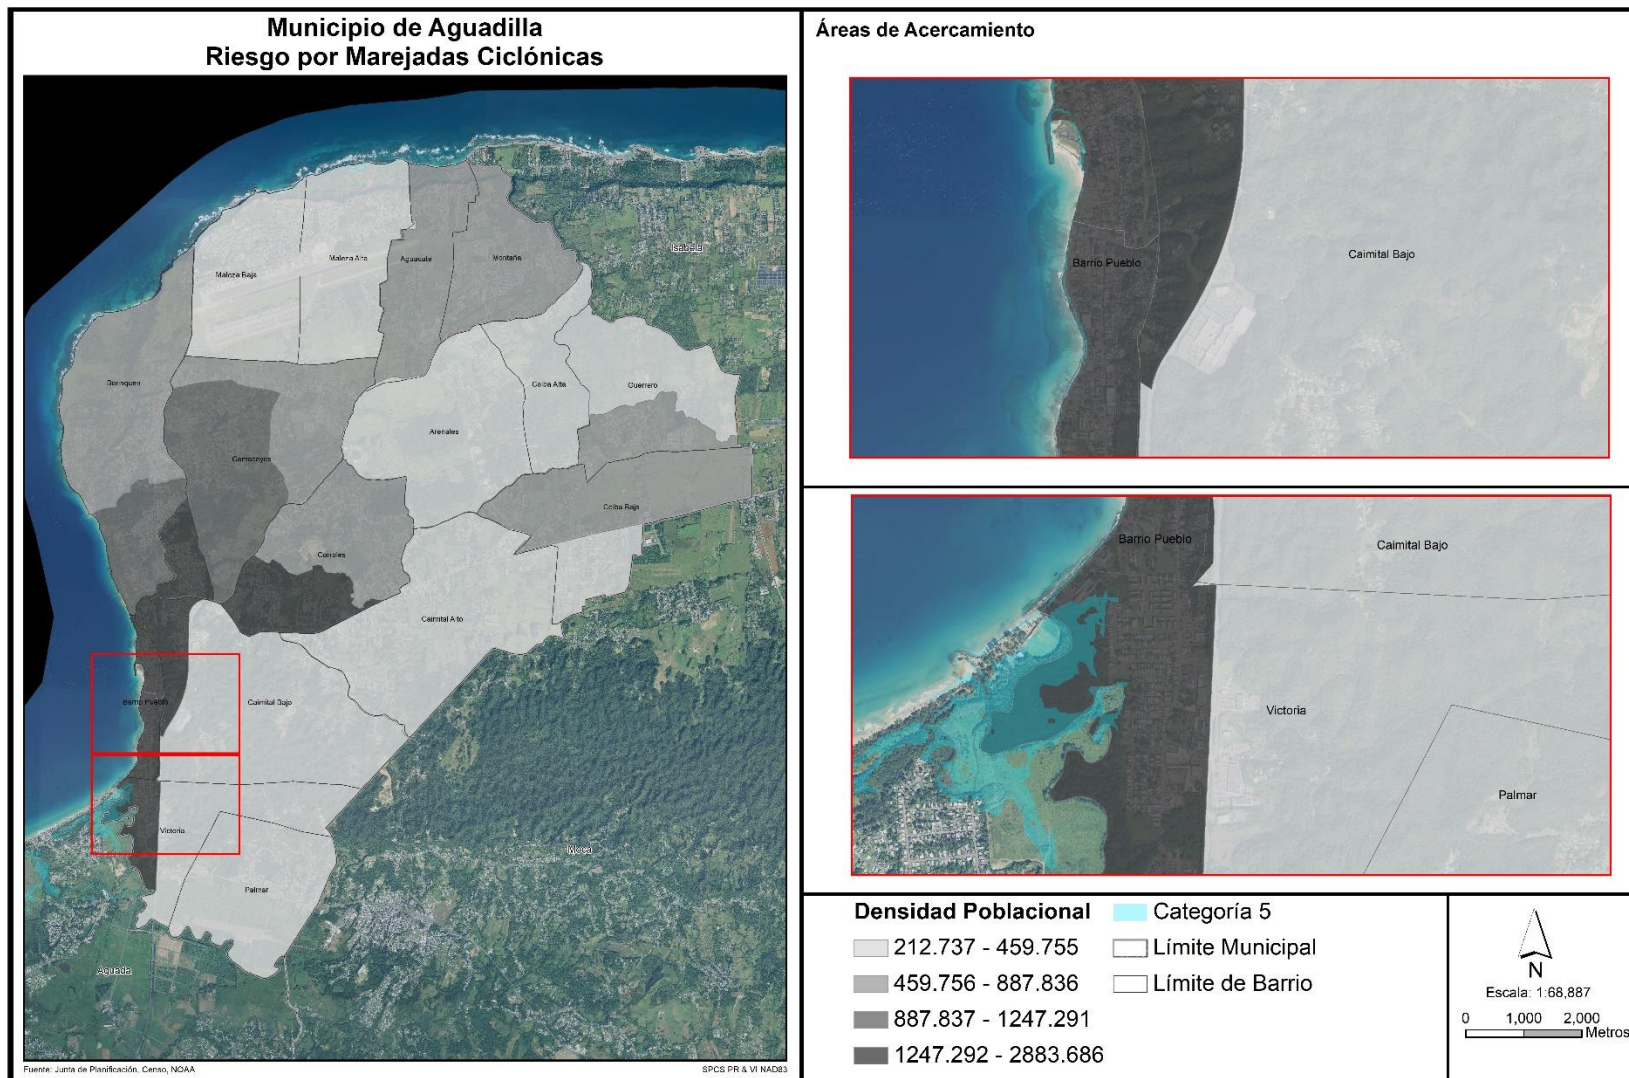 Municipio de Aguadilla
Riesgo por Marejadas Ciclónicas
Isabela
Maleza Baja
Maleza Alta
Aguacate
Montaña
Borinquen
Ceiba Alta
Guerrero
Arenales
Camaceyes
Ceiba Baja
Corrales
Caimital Alto
Barrio Pueblo
Caimital Bajo
Victoria
Moca
Palmar
Aguada
Fuente: Junta de Planificación, Censo, NOAA
SPCS PR & VI NAD83
Áreas de Acercamiento
Caimital Bajo
Barrio Pueblo
Barrio Pueblo
Caimital Bajo
Victoria
Palmar
Densidad Poblacional
212.737 - 459.755
459.756 - 887.836
887.837 - 1247.291
1247.292 - 2883.686
Categoría 5
Límite Municipal
Límite de Barrio
N
Escala: 1:68,887
0 1,000 2,000
Metros